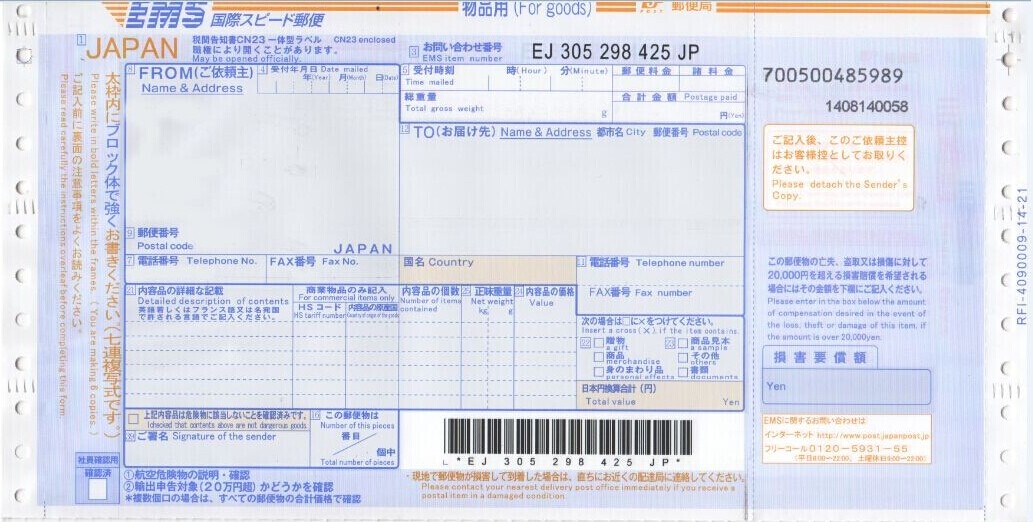 EMS 国際スピード郵便
物品用(For goods)
郵便局
1
JAPAN
税関告知書CN23一体型ラベル CN23 enclosed
職権により開くことがあります。
May be opened officially.
3 お問い合わせ番号
EMS item number
EJ 305 298 425 JP
FROM(ご依頼主)
Name & Address
4 受付年月日 Date mailed
年(Year) 月(Month) 日(Date)
受付時刻
Time mailed
時(Hour) 分(Minute)
郵便料金
諸料金
総重量
Total gross weight
g
合計金額 Postage paid
円(Yen)
TO(お届け先) Name & Address 都市名 City 郵便番号 Postal code
9 郵便番号
Postal code
JAPAN
7 電話番号 Telephone No.
FAX番号 Fax No.
国名 Country
11 電話番号 Telephone number
FAX番号 Fax number
21 内容品の詳細な記載
Detailed description of contents
英語若しくはフランス語又は名宛国で許される言語でご記入ください。
商業物品のみ記入
For commercial items only
HSコード
HS tariff number
内容品の原産国
内容品の個数
Number of items contained
正味重量
Net weight
kg g
内容品の価格
Value
次の場合は□に×をつけてください。
Insert a cross (X), if the item contains.
22
贈物
a gift
商品
merchandise
身のまわり品
personal effects
23
商品見本
a sample
その他
others
書類
documents
日本円換算合計(円)
Total value
Yen
上記内容品は危険物に該当しないことを確認済みです。
I checked that contents above are not dangerous goods.
ご署名 Signature of the sender
この郵便物は
Number of this pieces
番目
個中
Total number of pieces
L *EJ 305 298 425 JP*
①航空危険物の説明・確認
②輸出申告対象(20万円超)かどうかを確認
*複数個口の場合は、すべての郵便物の合計価格で確認
・現地で郵便物が損害して到着した場合は、直ちにお近くの配達局に連絡してください。
Please contact your nearest delivery post office immediately if you receive a
postal item in a damaged condition.
太枠内にブロック体で強くお書きください(七連複写式です。)
Please write in bold letters within the frames. (You are making 6 copies.)
ご記入前に裏面の注意事項をよくお読みください。
Please read carefully the instructions overleaf before completing this form
社員確認用
確認済
700500485989
1408140058
ご記入後、このご依頼主控
はお客様控としてお取りく
ださい。
Please detach the Sender's
Copy.
この郵便物の亡失、盗取又は損傷に対して
20,000円を超える損害賠償を希望される
場合にはその金額を下欄にご記入ください。
Please enter in the box below the amount
of compensation desired in the event of
the loss, theft or damage of this item, if
the amount is over 20,000yen.
損害要償額
Yen
EMSに関するお問い合わせは
インターネット http://www.post.japanpost.jp
フリーコール0120-5931-55
(平日8:00~22:00、土曜休日9:00~22:00)
RFI-4090009-14-21